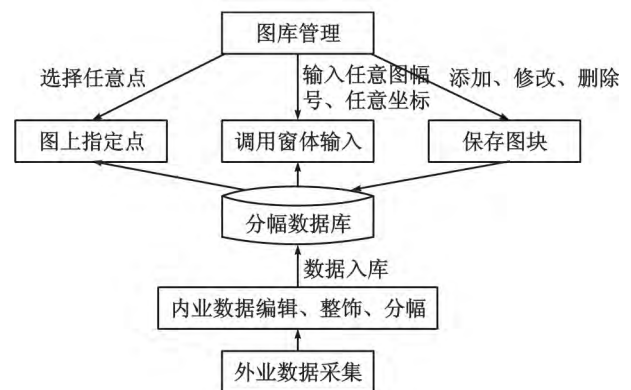 图库管理
选择任意点
输入任意图幅
号、任意坐标
添加、修改、删除
图上指定点
调用窗体输入
保存图块
分幅数据库
数据入库
内业数据编辑、整饰、分幅
外业数据采集